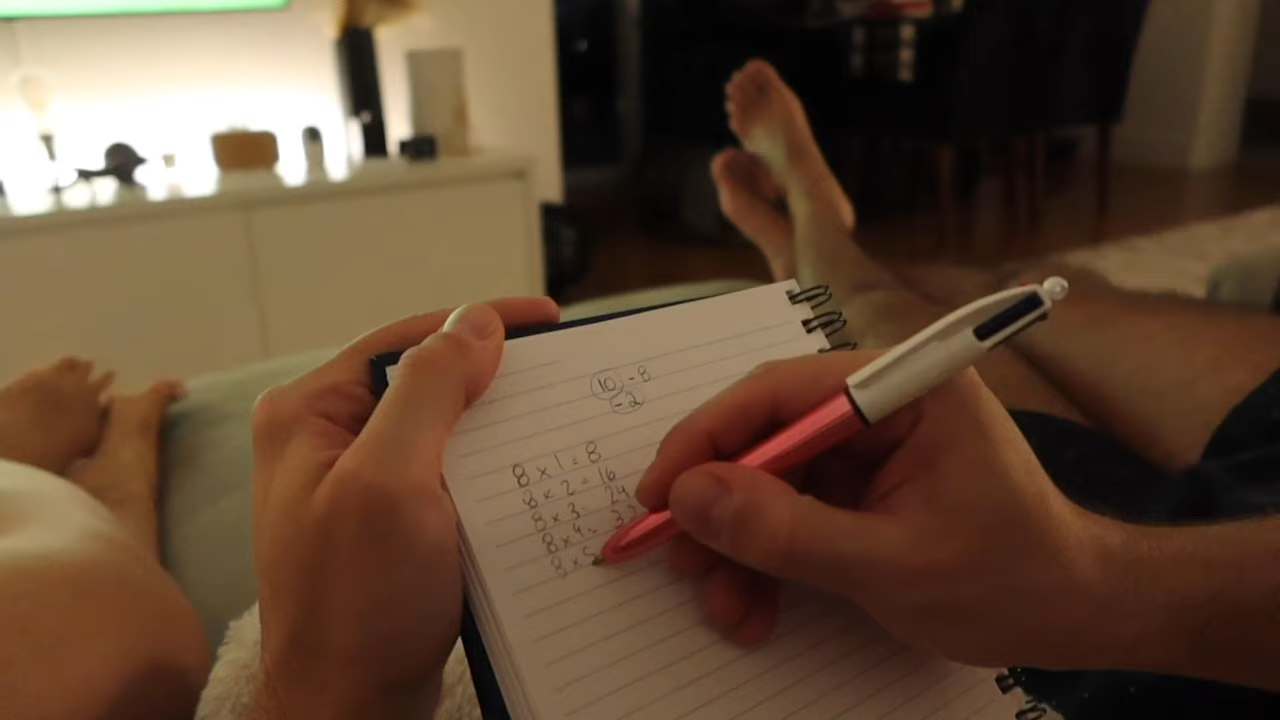 10 - 8
- 2
8 x 1 = 8
8 x 2 = 16
8 x 3 = 24
8 x 4 = 32
8 x 5